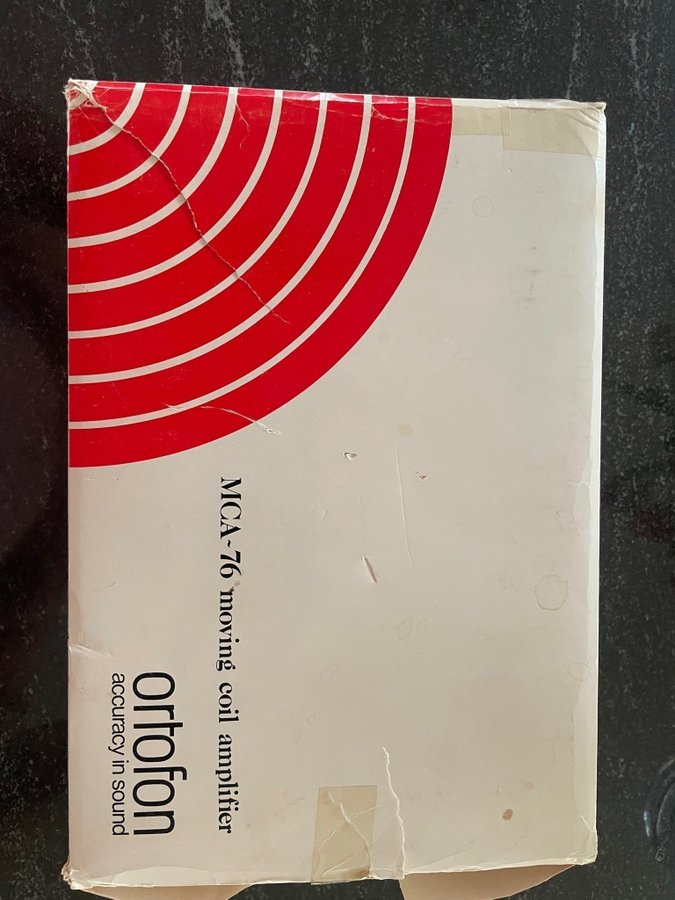 MCA~76 moving coil amplifier
ortofon
accuracy in sound